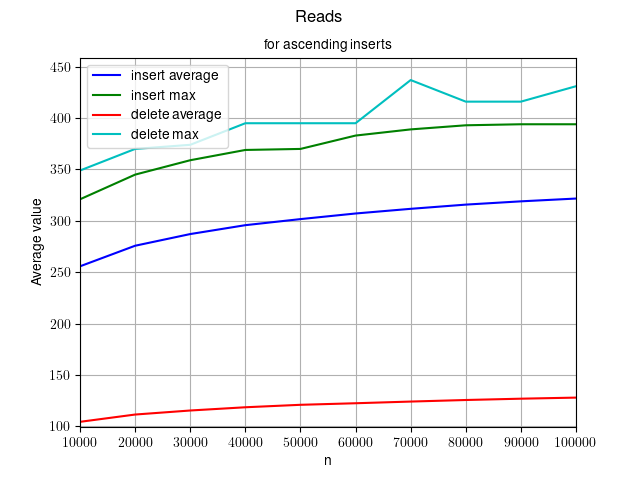 Reads
for ascending inserts
450
400
350
300
250
200
150
100
Average value
insert average
insert max
delete average
delete max
10000 20000 30000 40000 50000 60000 70000 80000 90000 100000
n